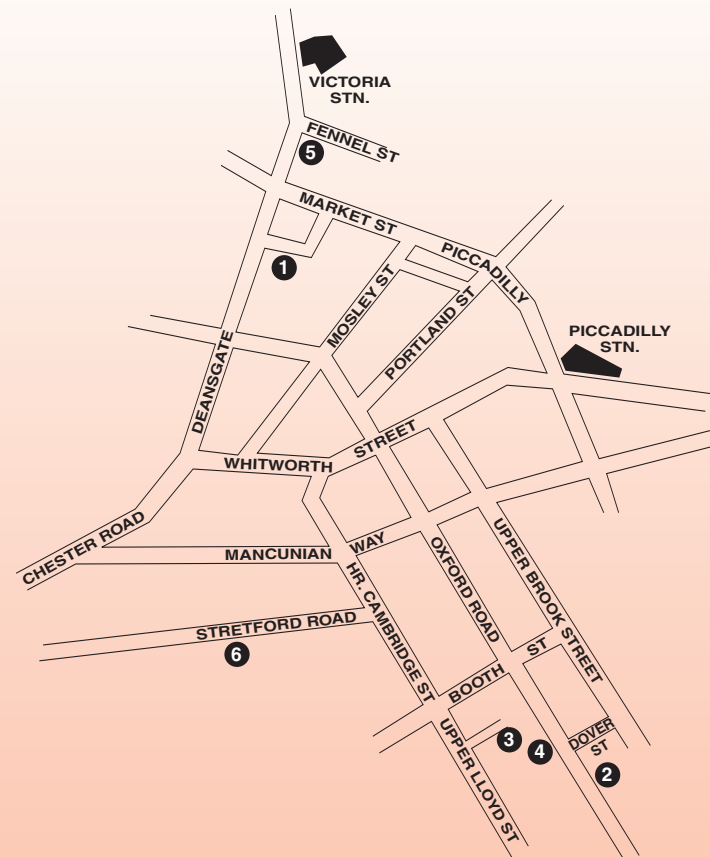 VICTORIA
STN.
FENNEL ST
5
MARKET ST
PICCADILLY
1
MOSLEY ST
PORTLAND ST
PICCADILLY
STN.
DEANSGATE
WHITWORTH STREET
CHESTER ROAD
MANCUNIAN WAY
OXFORD ROAD
UPPER BROOK STREET
HR. CAMBRIDGE ST
STRETFORD ROAD
6
BOOTH ST
UPPER LLOYD ST
3
4
DOVER
ST
2